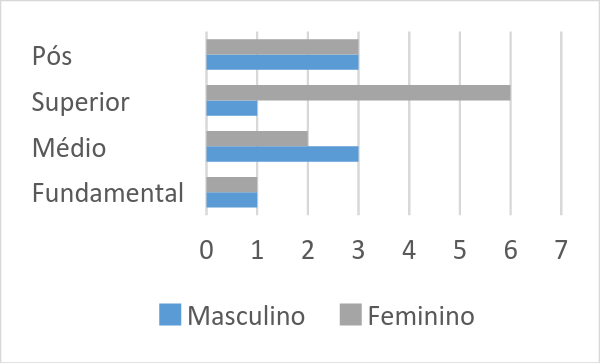 Pós
Superior
Médio
Fundamental
0 1 2 3 4 5 6 7
Masculino Feminino